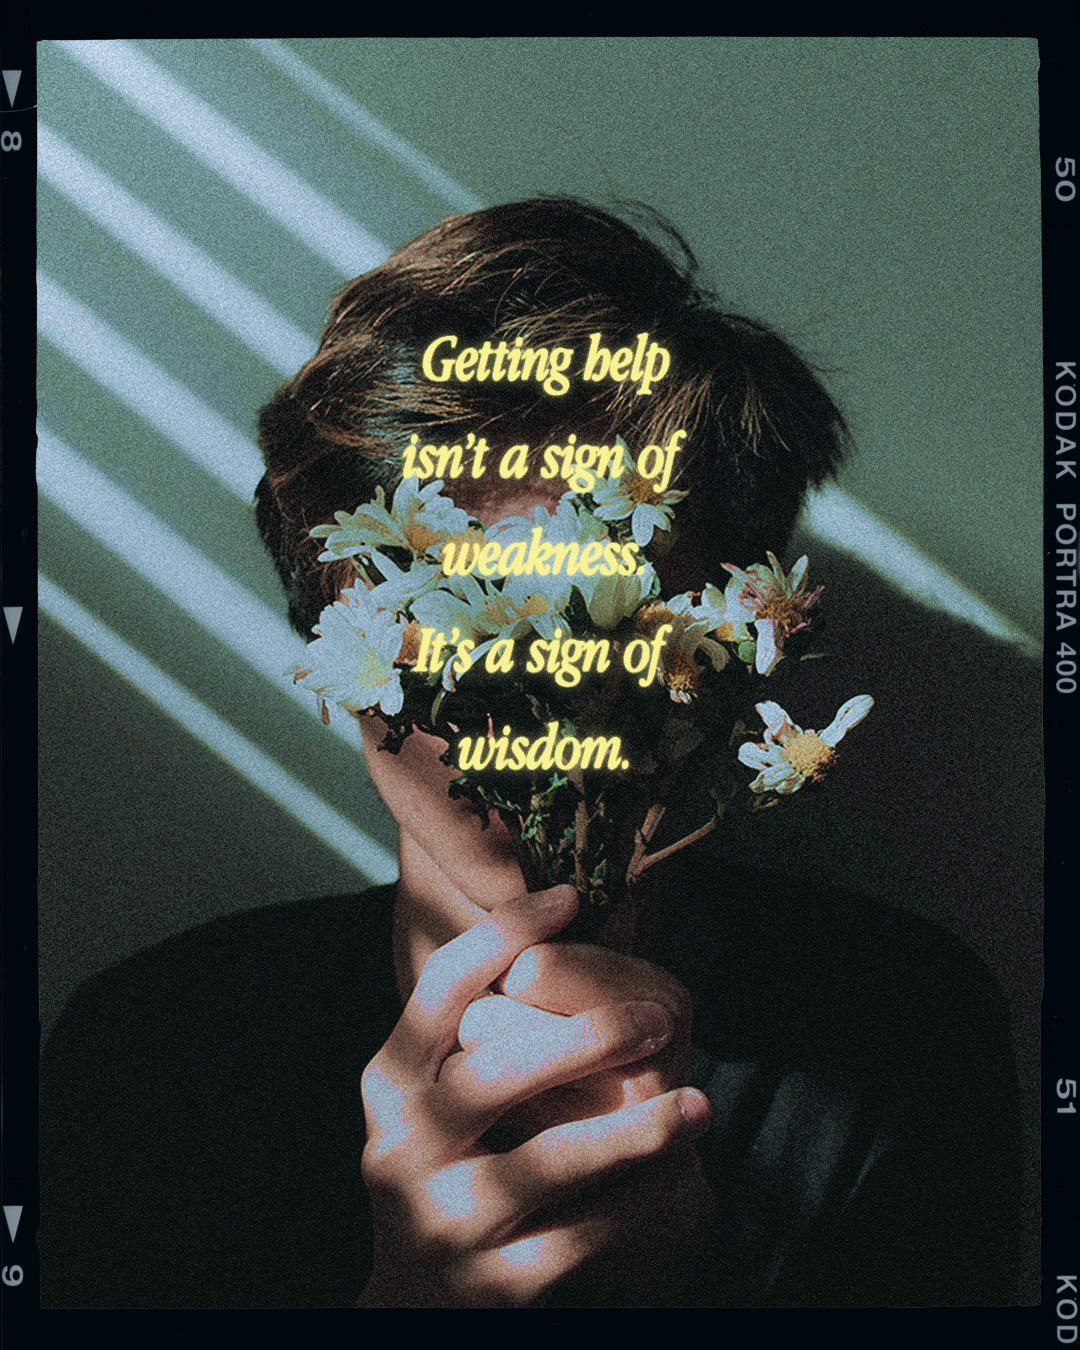 Getting help
isn't a sign of
weakness.
It's a sign of
wisdom.
8
9
50
KODAK PORTRA 400
51
KOD